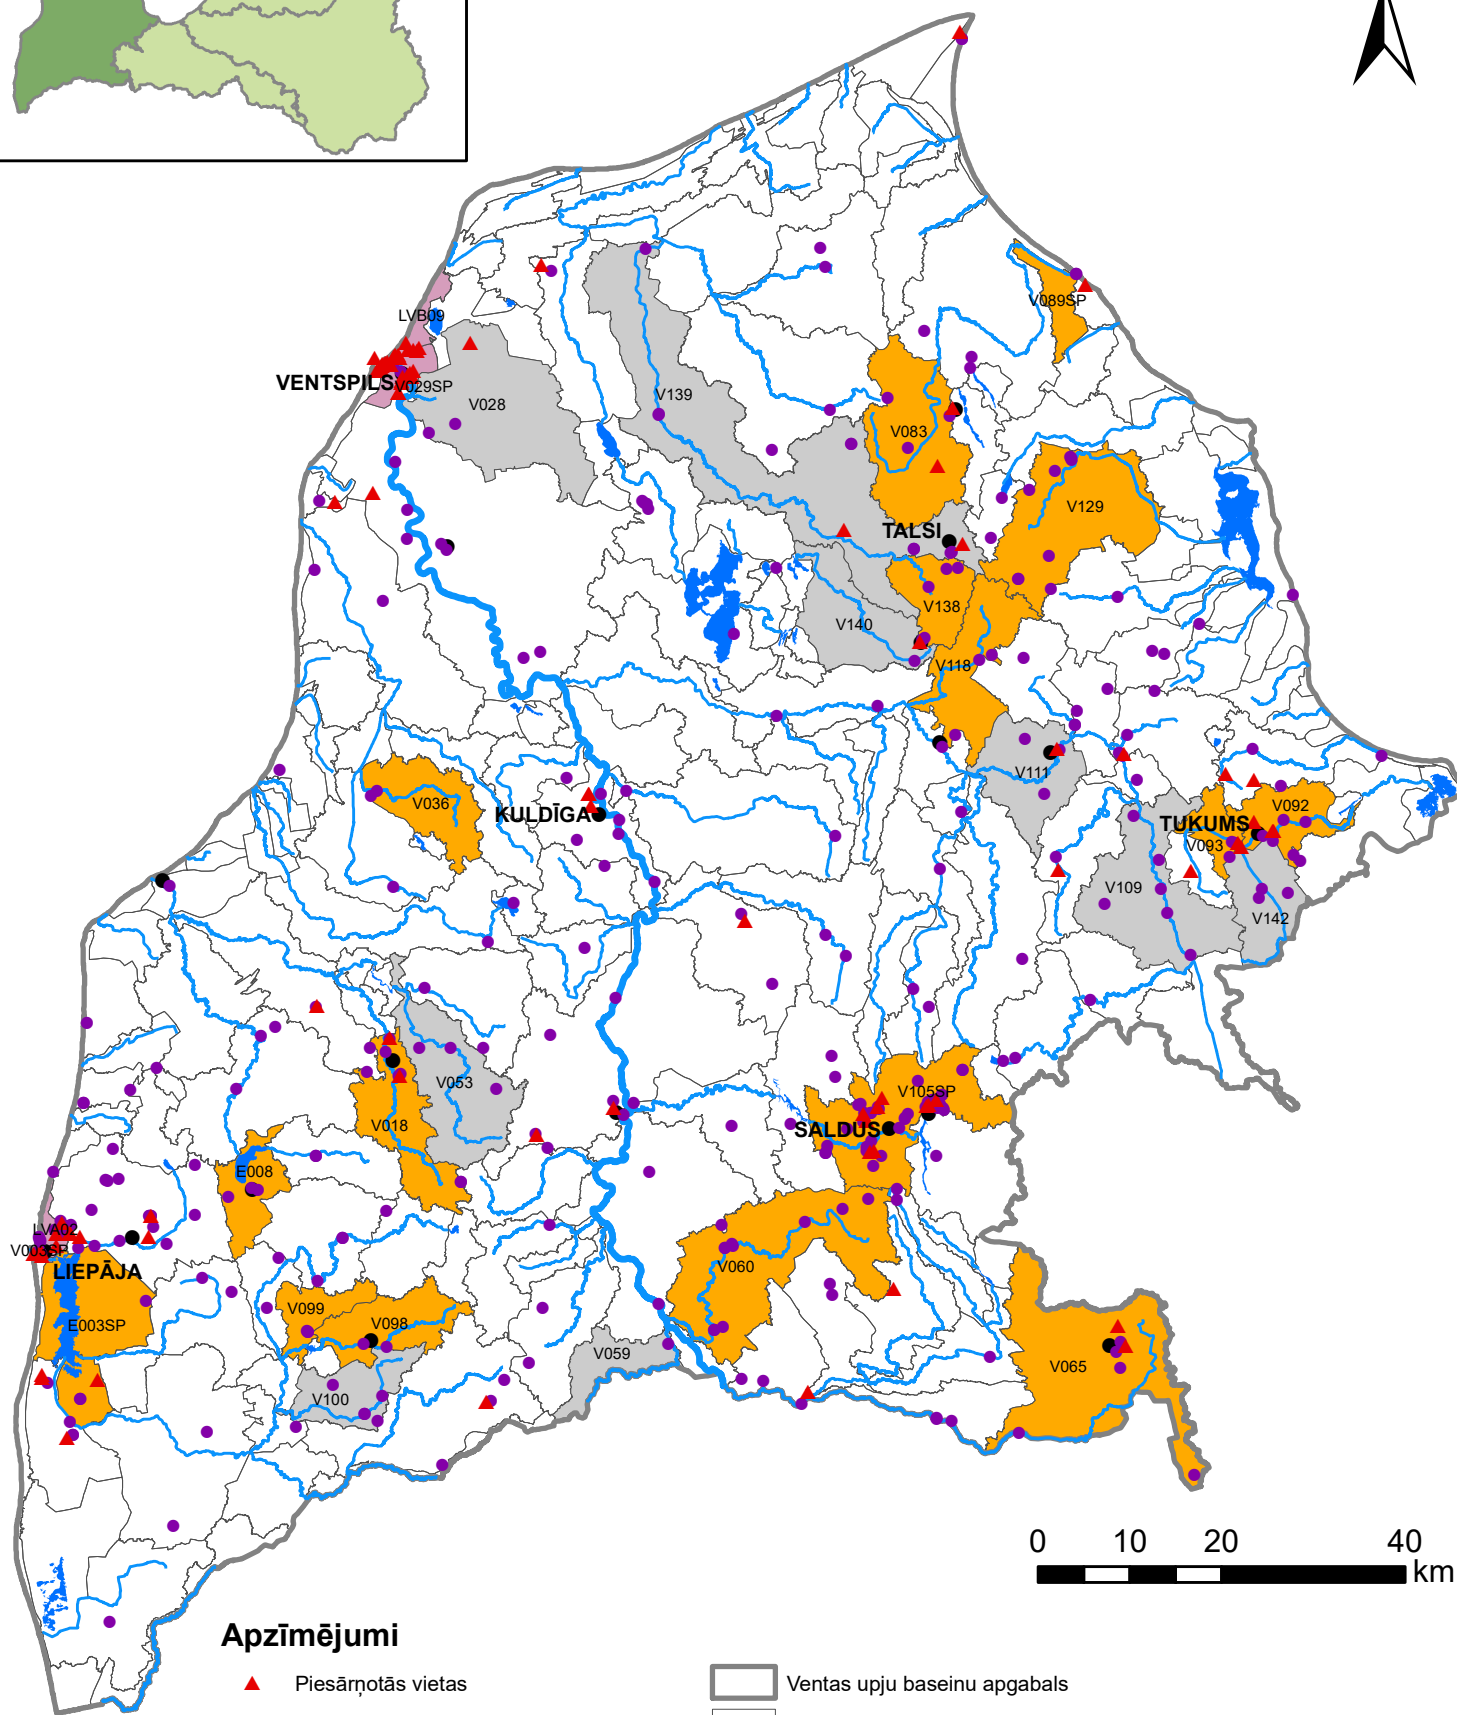 LVB09
V089SP
VENTSPILS
V029SP
V028
V139
V083
V129
TALSI
V138
V140
V118
V111
V036
KULDĪGA
V092
TUKUMS
V093
V109
V142
V053
V105SP
V018
SALDUS
E008
LVA02
V003SP
LIEPĀJA
V060
V099
E003SP
V098
V059
V065
V100
0 10 20 40
km
Apzīmējumi
Piesārņotās vietas
Ventas upju baseinu apgabals